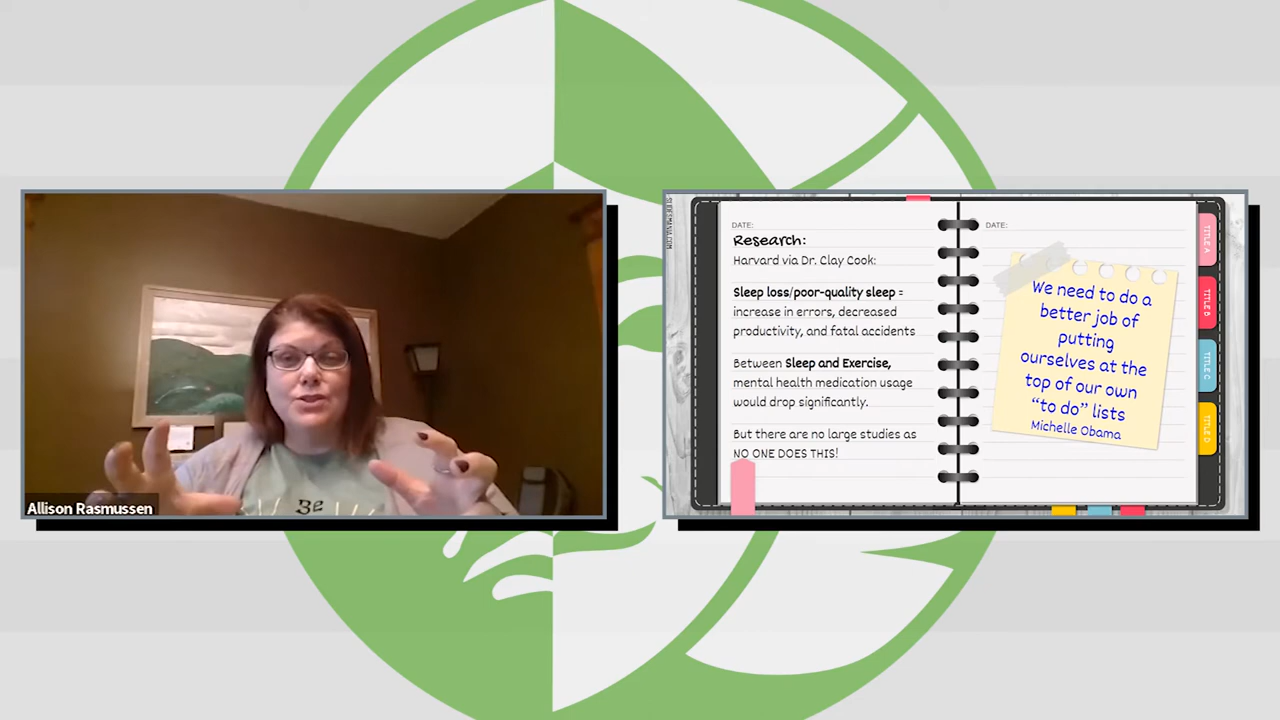 Allison Rasmussen
Be
SLIDESMANIA.COM
DATE:
Research:
Harvard via Dr. Clay Cook:
Sleep loss/poor-quality sleep =
increase in errors, decreased
productivity, and fatal accidents
Between Sleep and Exercise,
mental health medication usage
would drop significantly.
But there are no large studies as
NO ONE DOES THIS!
DATE:
We need to do a
better job of
putting
ourselves at the
top of our own
“to do” lists
Michelle Obama
TITLE A
TITLE B
TITLE C
TITLE D